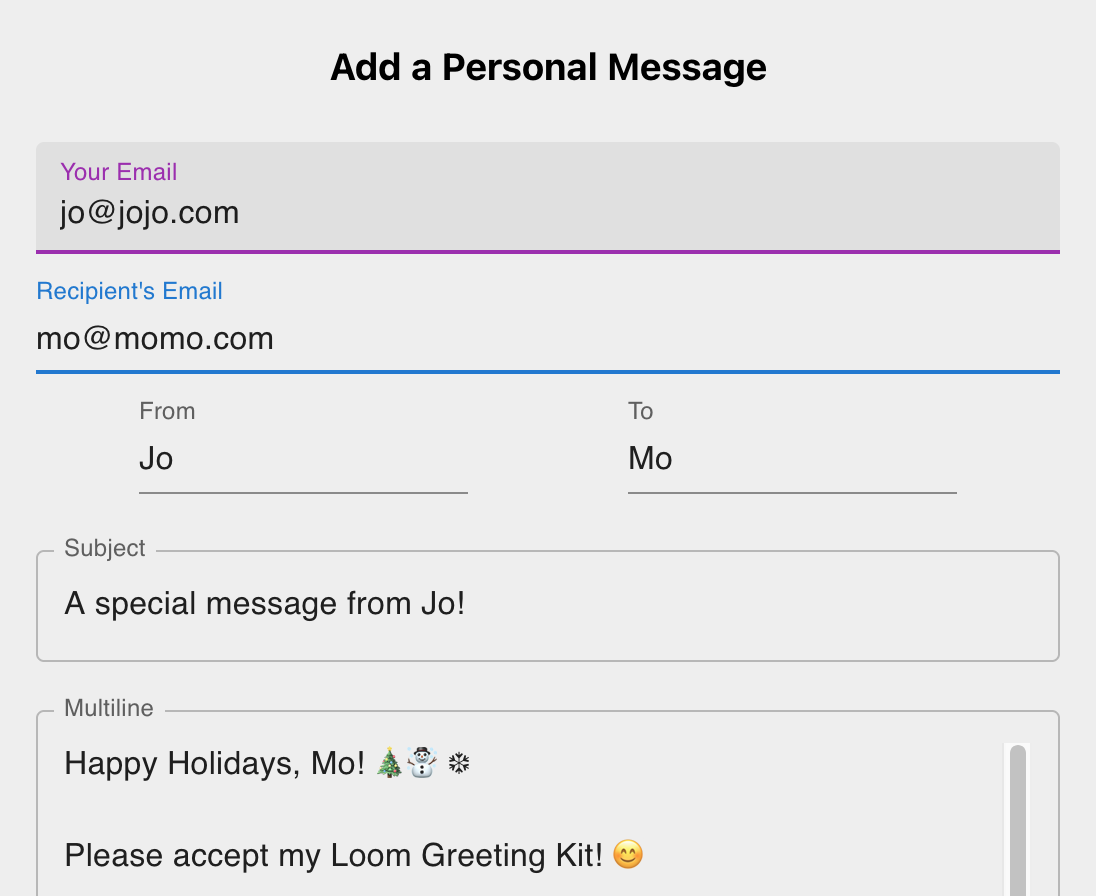 Add a Personal Message
Your Email
jo@jojo.com
Recipient's Email
mo@momo.com
From
To
Jo
Mo
Subject
A special message from Jo!
Multiline
Happy Holidays, Mo! 🎄☃️ ❄
Please accept my Loom Greeting Kit! 😊